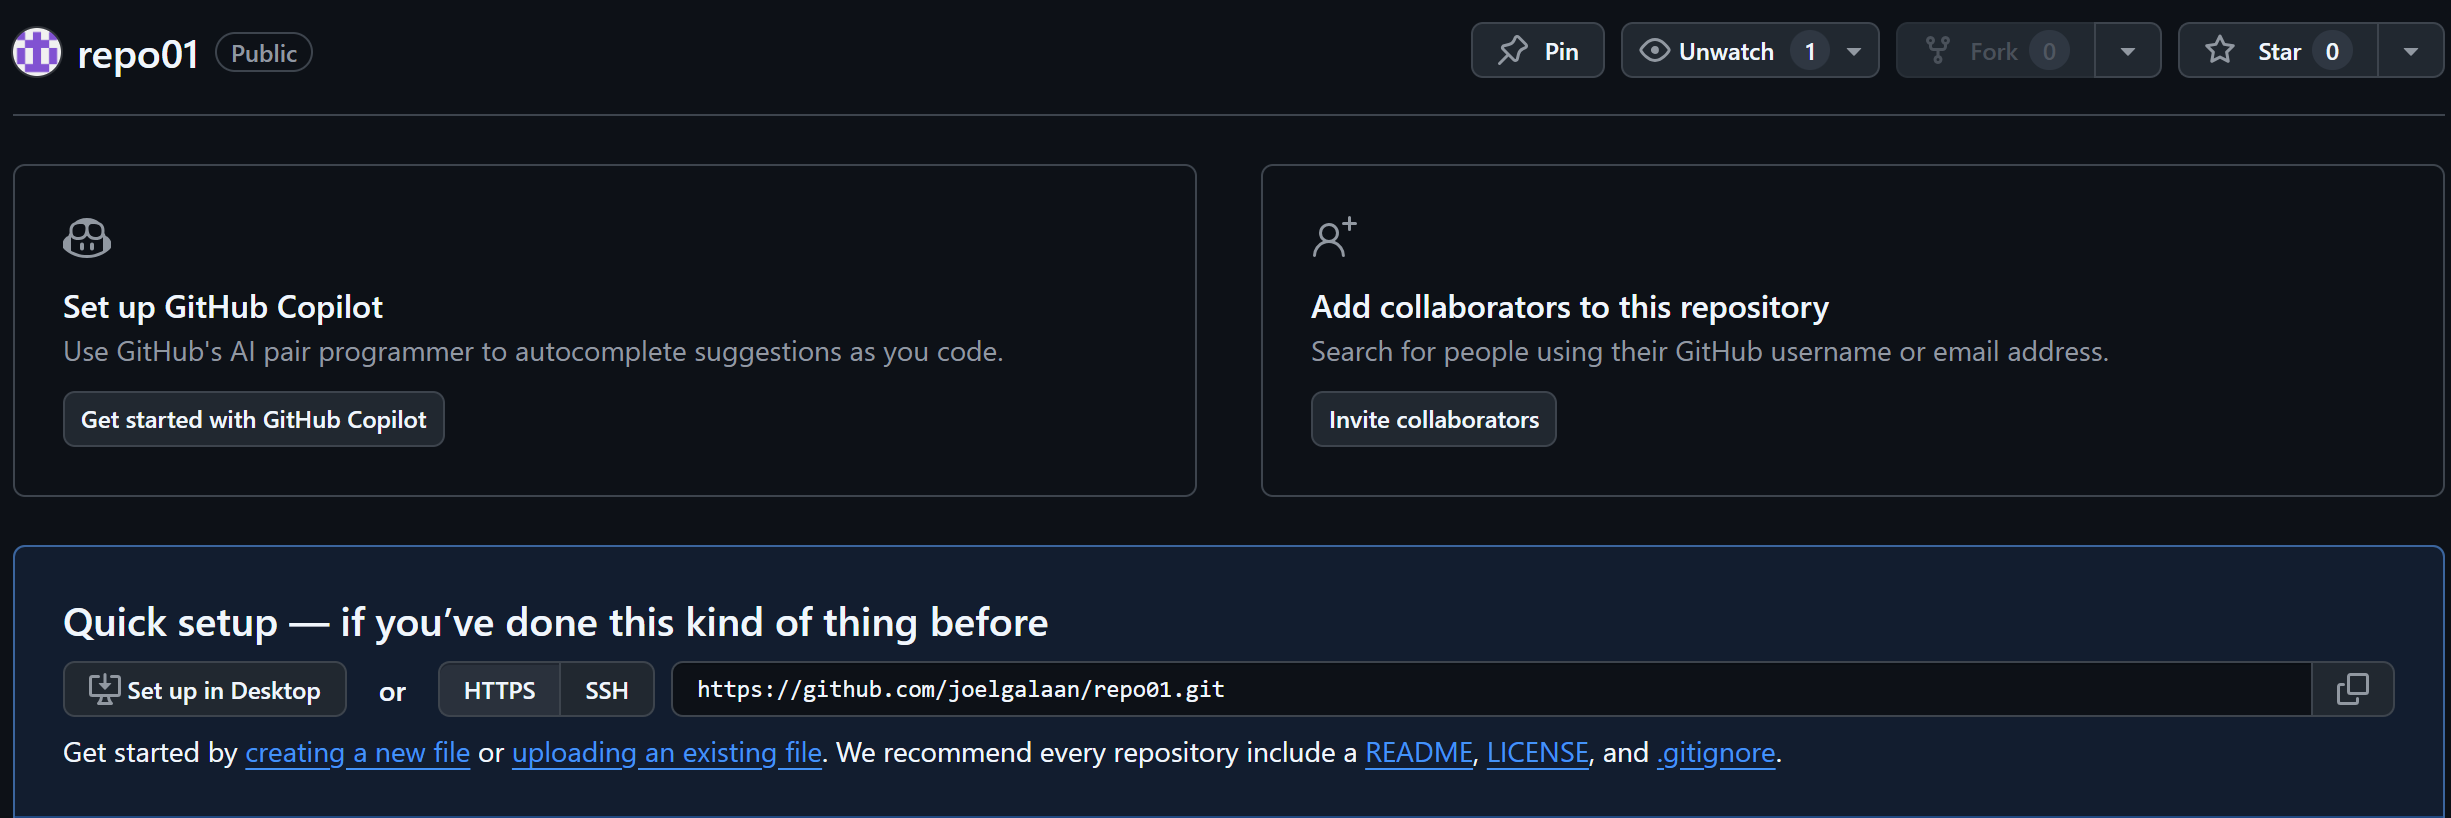 repo01 Public Pin Unwatch 1 Fork 0 Star 0
Set up GitHub Copilot
Use GitHub's AI pair programmer to autocomplete suggestions as you code.
Get started with GitHub Copilot
Add collaborators to this repository
Search for people using their GitHub username or email address.
Invite collaborators
Quick setup — if you’ve done this kind of thing before
Set up in Desktop or HTTPS SSH https://github.com/joelgalaan/repo01.git
Get started by creating a new file or uploading an existing file. We recommend every repository include a README, LICENSE, and .gitignore.